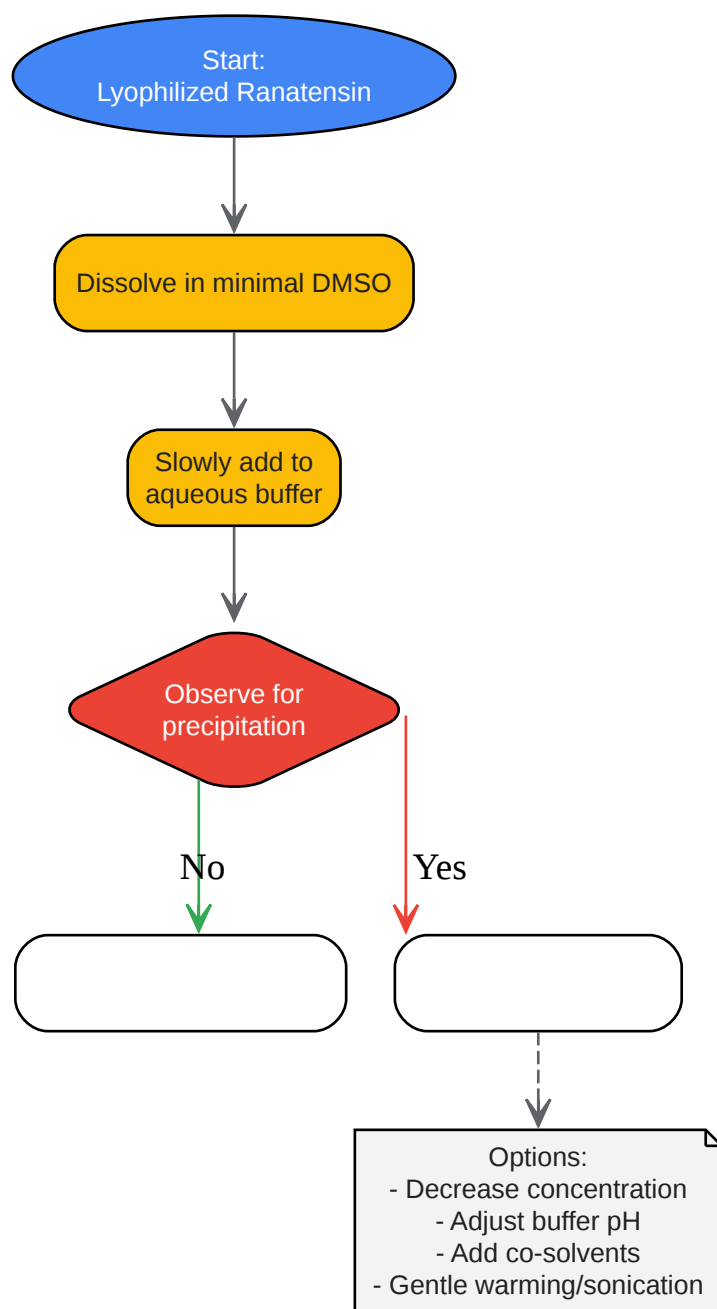 Start:
Lyophilized Ranatensin
Dissolve in minimal DMSO
Slowly add to
aqueous buffer
Observe for
precipitation
No
Yes
Options:
- Decrease concentration
- Adjust buffer pH
- Add co-solvents
- Gentle warming/sonication